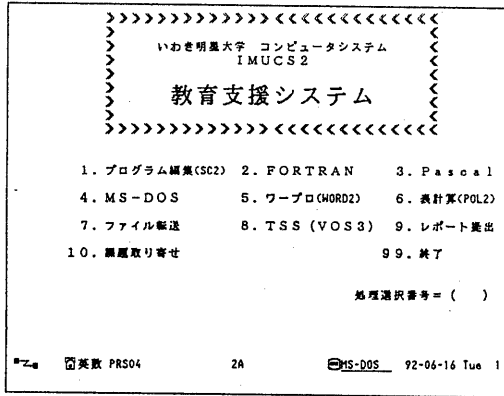 >>>>>>>>>>>><<<<<<<<<<<<
いわき明星大学 コンピュータシステム
IMUCS2
教育支援システム
>>>>>>>>>>>><<<<<<<<<<<<
1. プログラム編集(SC2) 2. FORTRAN 3. Pascal
4. MS-DOS 5. ワープロ(WORD2) 6. 表計算(POL2)
7. ファイル転送 8. TSS(VOS3) 9. レポート提出
10. 課題取り寄せ 99. 終了
処理選択番号=( )
英数 PRS04 2A MS-DOS 92-06-16 Tue 1